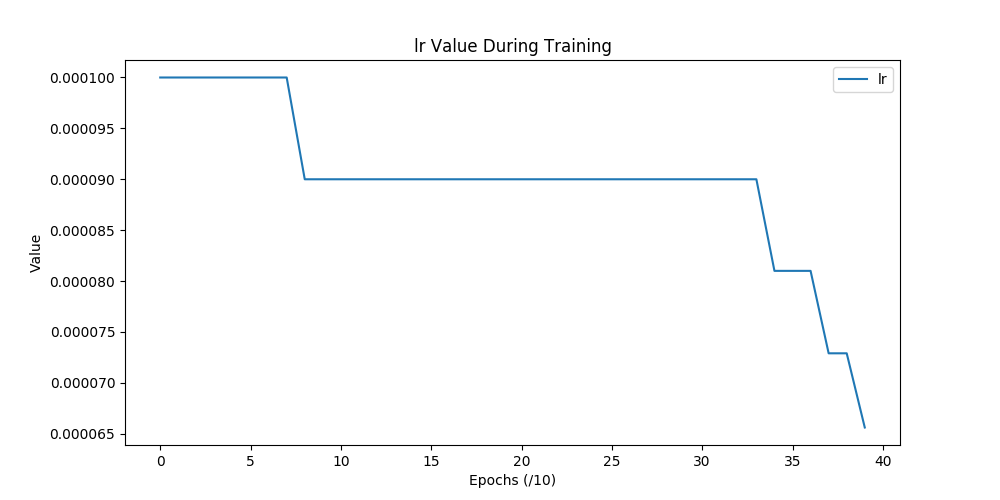 lr Value During Training
lr
0.000100
0.000095
0.000090
0.000085
0.000080
0.000075
0.000070
0.000065
Value
0 5 10 15 20 25 30 35 40
Epochs (/10)